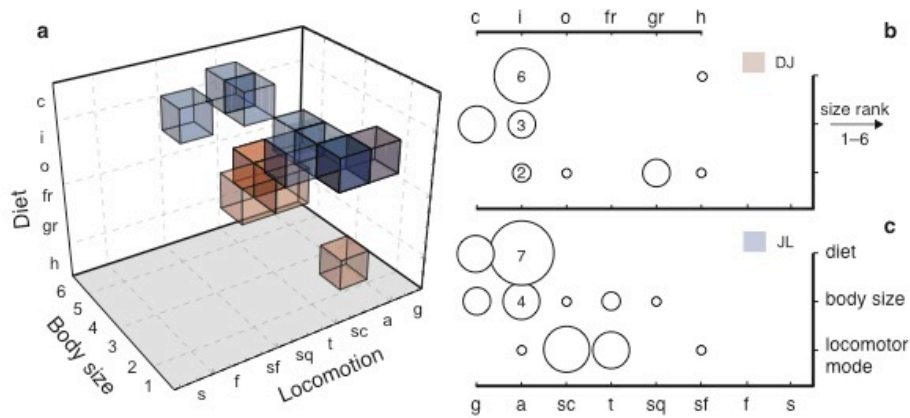 a
c
i
o
fr
gr
h
Diet
6
5
4
3
2
1
Body size
s
f
sf
sq
t
sc
a
g
Locomotion
c i o fr gr h
b
6
DJ
3
size rank
1–6
2
c
JL
7
diet
4
body size
locomotor
mode
g a sc t sq sf f s